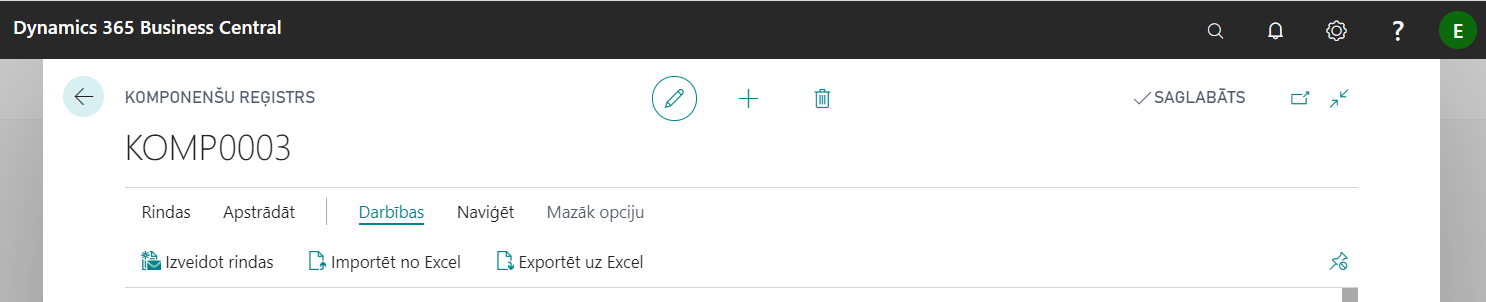 Dynamics 365 Business Central
E
KOMPONENŠU REĢISTRS
SAGLABĀTS
KOMP0003
Rindas Apstrādāt Darbības Naviģēt Mazāk opciju
Izveidot rindas Importēt no Excel Exportēt uz Excel